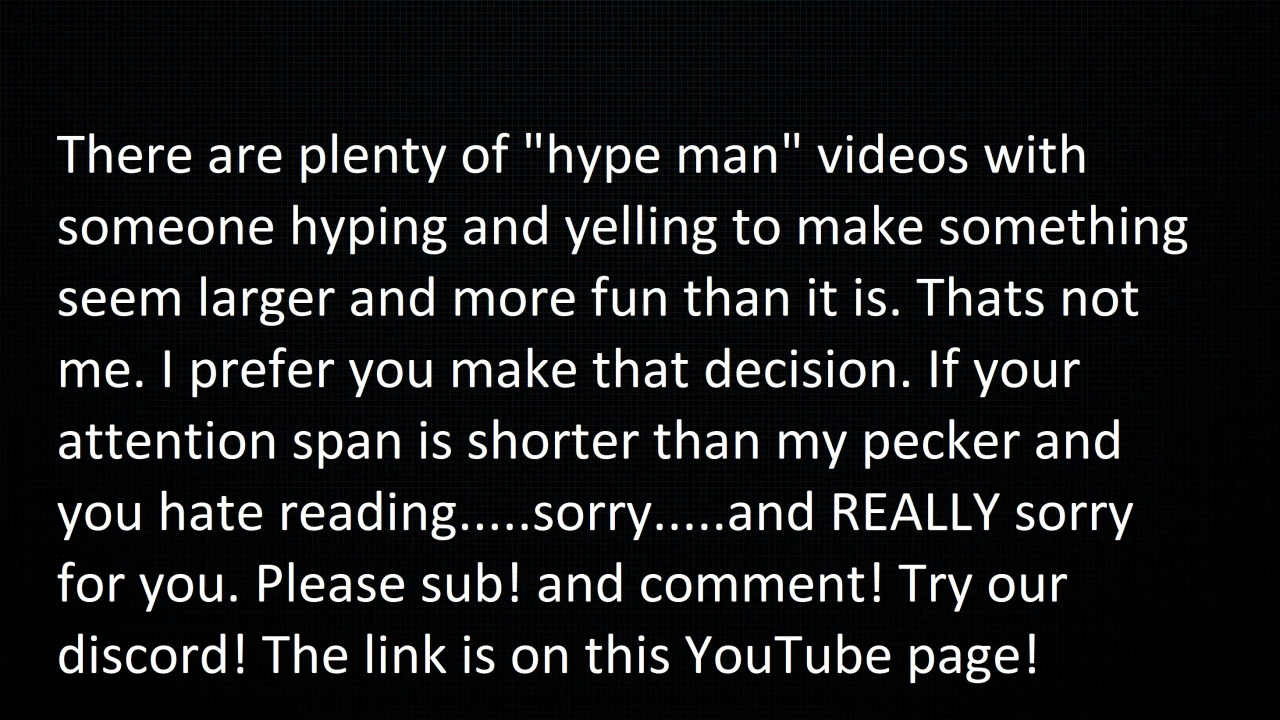 There are plenty of "hype man" videos with
someone hyping and yelling to make something
seem larger and more fun than it is. Thats not
me. I prefer you make that decision. If your
attention span is shorter than my pecker and
you hate reading.....sorry.....and REALLY sorry
for you. Please sub! and comment! Try our
discord! The link is on this YouTube page!